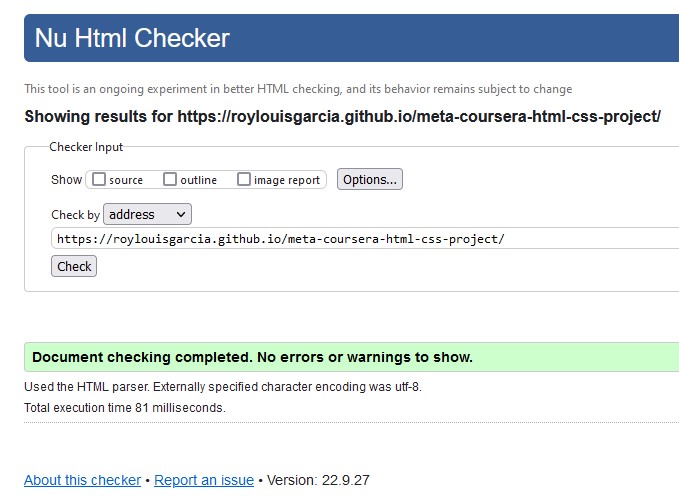 Nu Html Checker
This tool is an ongoing experiment in better HTML checking, and its behavior remains subject to change
Showing results for https://roylouisgarcia.github.io/meta-coursera-html-css-project/
Checker Input
Show source outline image report Options...
Check by address
https://roylouisgarcia.github.io/meta-coursera-html-css-project/
Check
Document checking completed. No errors or warnings to show.
Used the HTML parser. Externally specified character encoding was utf-8.
Total execution time 81 milliseconds.
About this checker • Report an issue • Version: 22.9.27